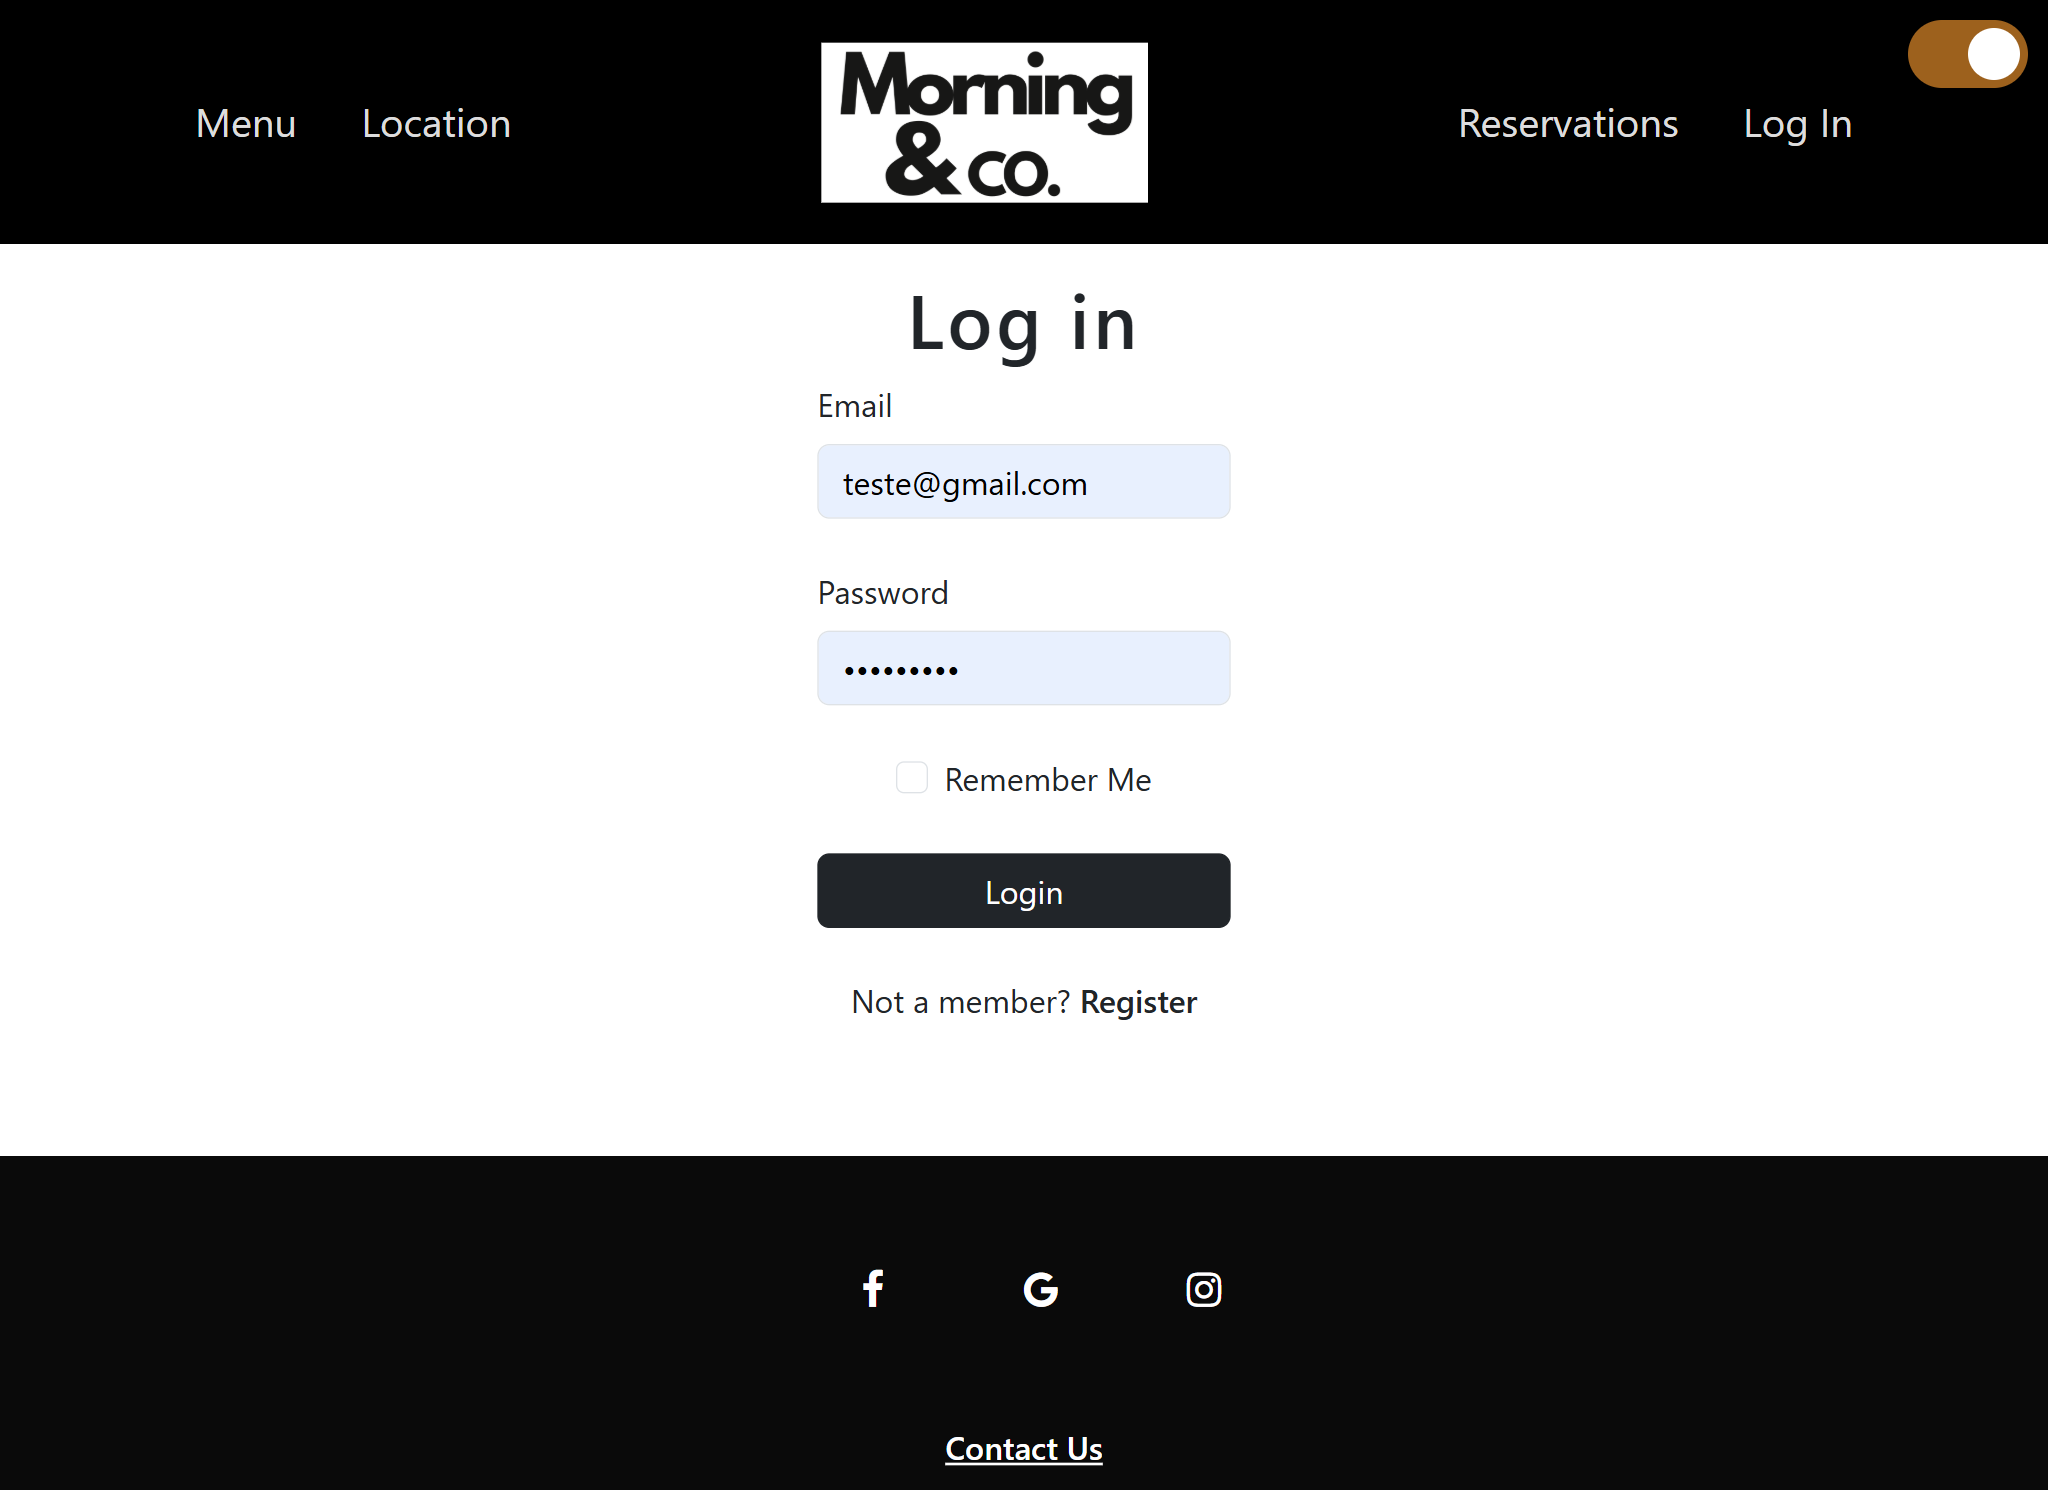 Menu Location Morning & co. Reservations Log In
Log in
Email
teste@gmail.com
Password
•••••••••
Remember Me
Login
Not a member? Register
Contact Us